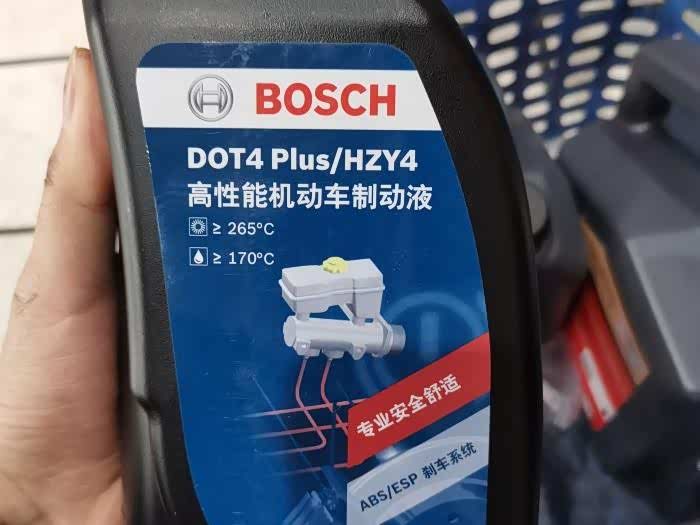 BOSCH
DOT4 Plus/HZY4
高性能机动车制动液
≥ 265°C
≥ 170°C
专业安全舒适
ABS/ESP 刹车系统